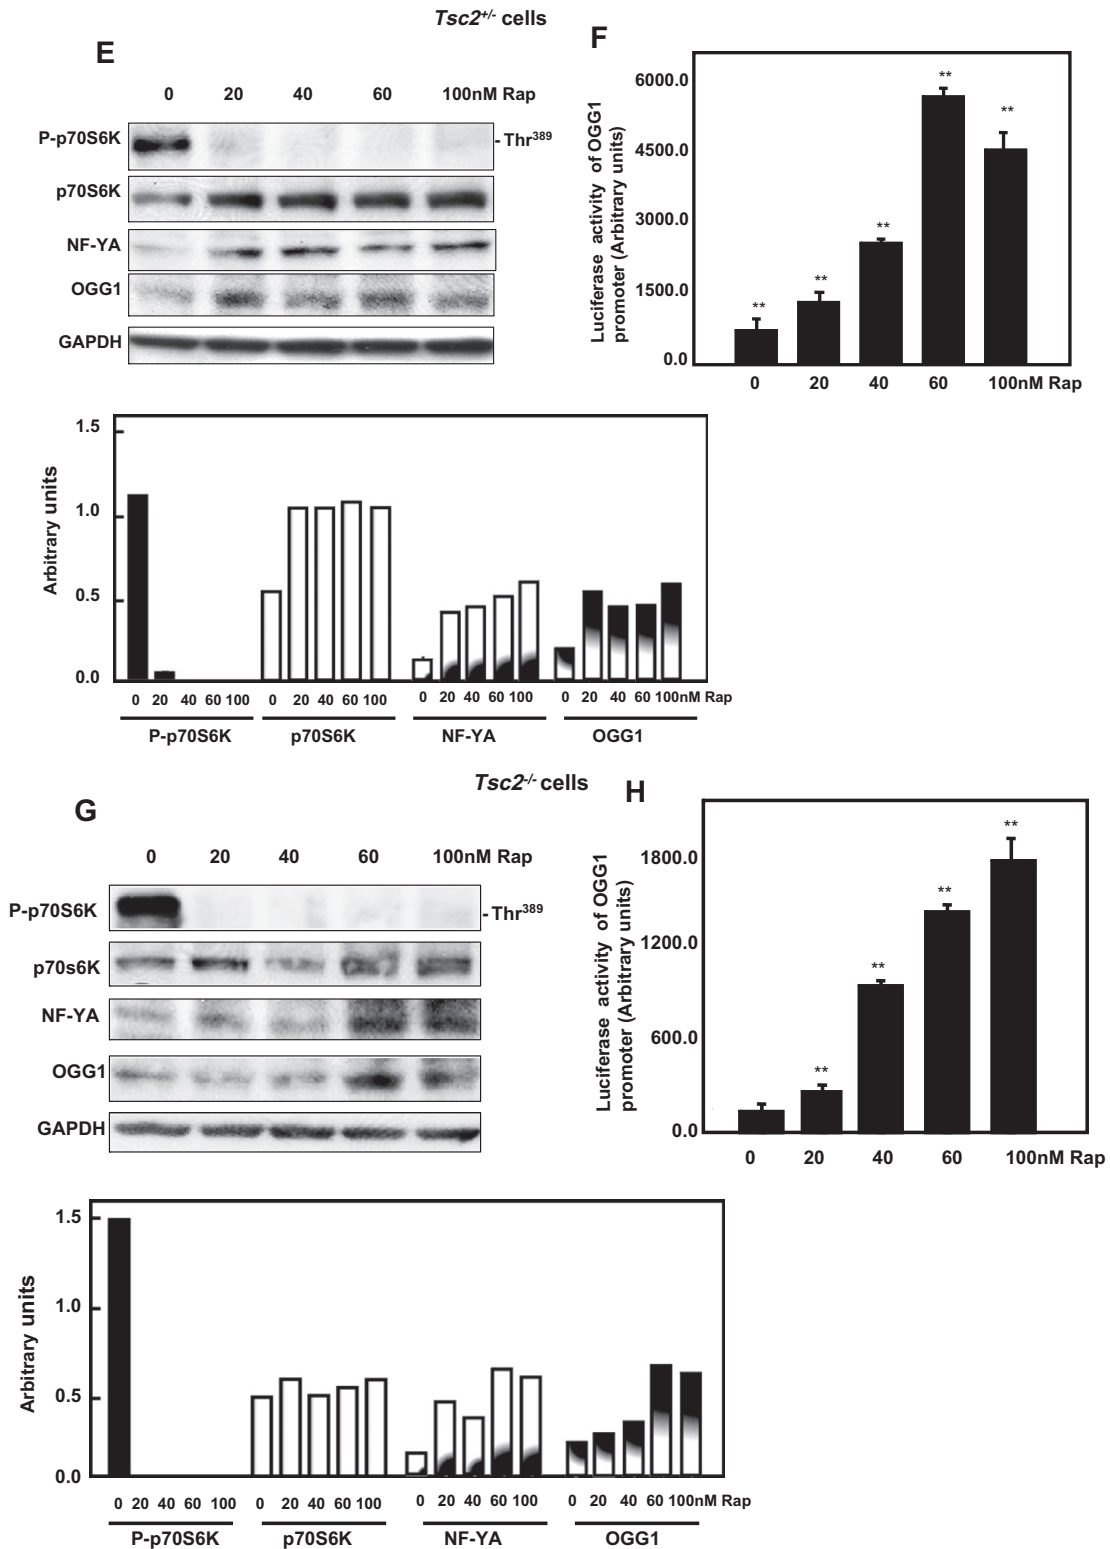 Tsc2+/- cells
E
0 20 40 60 100nM Rap
P-p70S6K
- Thr389
p70S6K
NF-YA
OGG1
GAPDH
F
Luciferase activity of OGG1
promoter (Arbitrary units)
6000.0
4500.0
3000.0
1500.0
0.0
** ** ** ** **
0 20 40 60 100nM Rap
Arbitrary units
1.5
1.0
0.5
0.0
0 20 40 60 100 0 20 40 60 100 0 20 40 60 100 0 20 40 60 100nM Rap
P-p70S6K p70S6K NF-YA OGG1
Tsc2-/- cells
G
0 20 40 60 100nM Rap
P-p70S6K
- Thr389
p70s6K
NF-YA
OGG1
GAPDH
H
Luciferase activity of OGG1
promoter (Arbitrary units)
1800.0
1200.0
600.0
0.0
** ** ** **
0 20 40 60 100nM Rap
Arbitrary units
1.5
1.0
0.5
0.0
0 20 40 60 100 0 20 40 60 100 0 20 40 60 100 0 20 40 60 100nM Rap
P-p70S6K p70S6K NF-YA OGG1